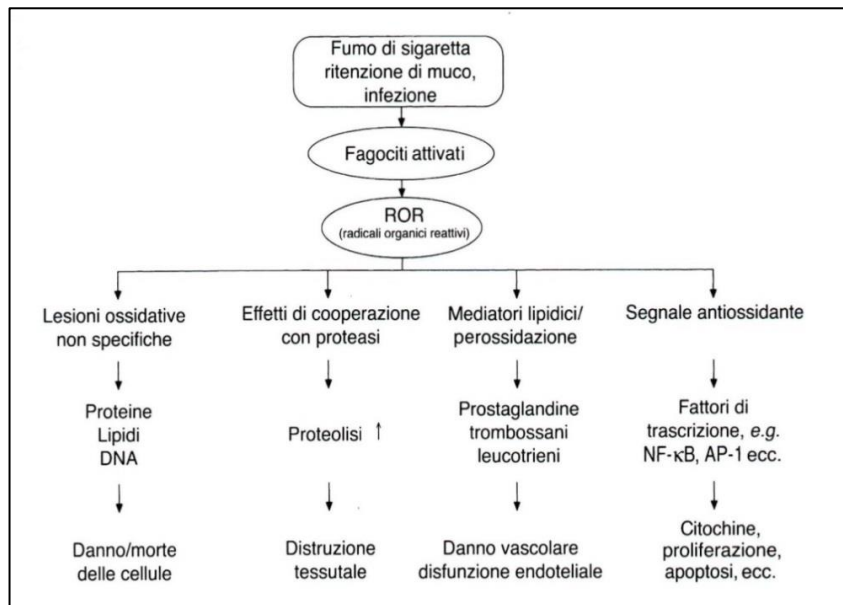 Fumo di sigaretta
ritenzione di muco,
infezione
Fagociti attivati
ROR
(radicali organici reattivi)
Lesioni ossidative
non specifiche
Effetti di cooperazione
con proteasi
Mediatori lipidici/
perossidazione
Segnale antiossidante
Proteine
Lipidi
DNA
Proteolisi ↑
Prostaglandine
trombossani
leucotrieni
Fattori di
trascrizione, e.g.
NF-κB, AP-1 ecc.
Danno/morte
delle cellule
Distruzione
tessutale
Danno vascolare
disfunzione endoteliale
Citochine,
proliferazione,
apoptosi, ecc.